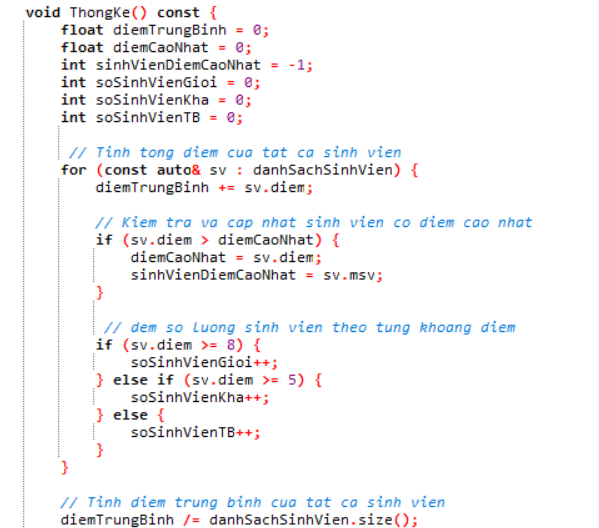 void ThongKe() const {
float diemTrungBinh = 0;
float diemCaoNhat = 0;
int sinhVienDiemCaoNhat = -1;
int soSinhVienGioi = 0;
int soSinhVienKha = 0;
int soSinhVienTB = 0;
// Tinh tong diem cua tat ca sinh vien
for (const auto& sv : danhSachSinhVien) {
diemTrungBinh += sv.diem;
// Kiem tra va cap nhat sinh vien co diem cao nhat
if (sv.diem > diemCaoNhat) {
diemCaoNhat = sv.diem;
sinhVienDiemCaoNhat = sv.msv;
}
// dem so luong sinh vien theo tung khoang diem
if (sv.diem >= 8) {
soSinhVienGioi++;
} else if (sv.diem >= 5) {
soSinhVienKha++;
} else {
soSinhVienTB++;
}
}
// Tinh diem trung binh cua tat ca sinh vien
diemTrungBinh /= danhSachSinhVien.size();